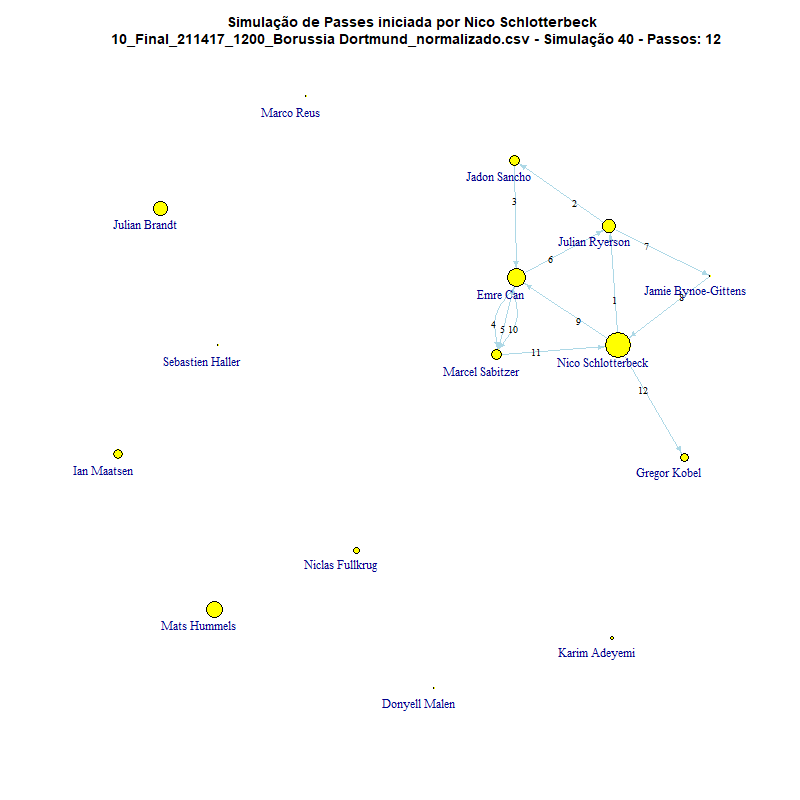 Simulação de Passes iniciada por Nico Schlotterbeck
10_Final_211417_1200_Borussia Dortmund_normalizado.csv - Simulação 40 - Passos: 12
Marco Reus
Jadon Sancho
3
2
Julian Brandt
Julian Ryerson
7
6
Jamie Bynoe-Gittens
Emre Can
8
1
9
4
5
10
11
Sebastien Haller
Nico Schlotterbeck
Marcel Sabitzer
12
Ian Maatsen
Gregor Kobel
Niclas Fullkrug
Mats Hummels
Karim Adeyemi
Donyell Malen